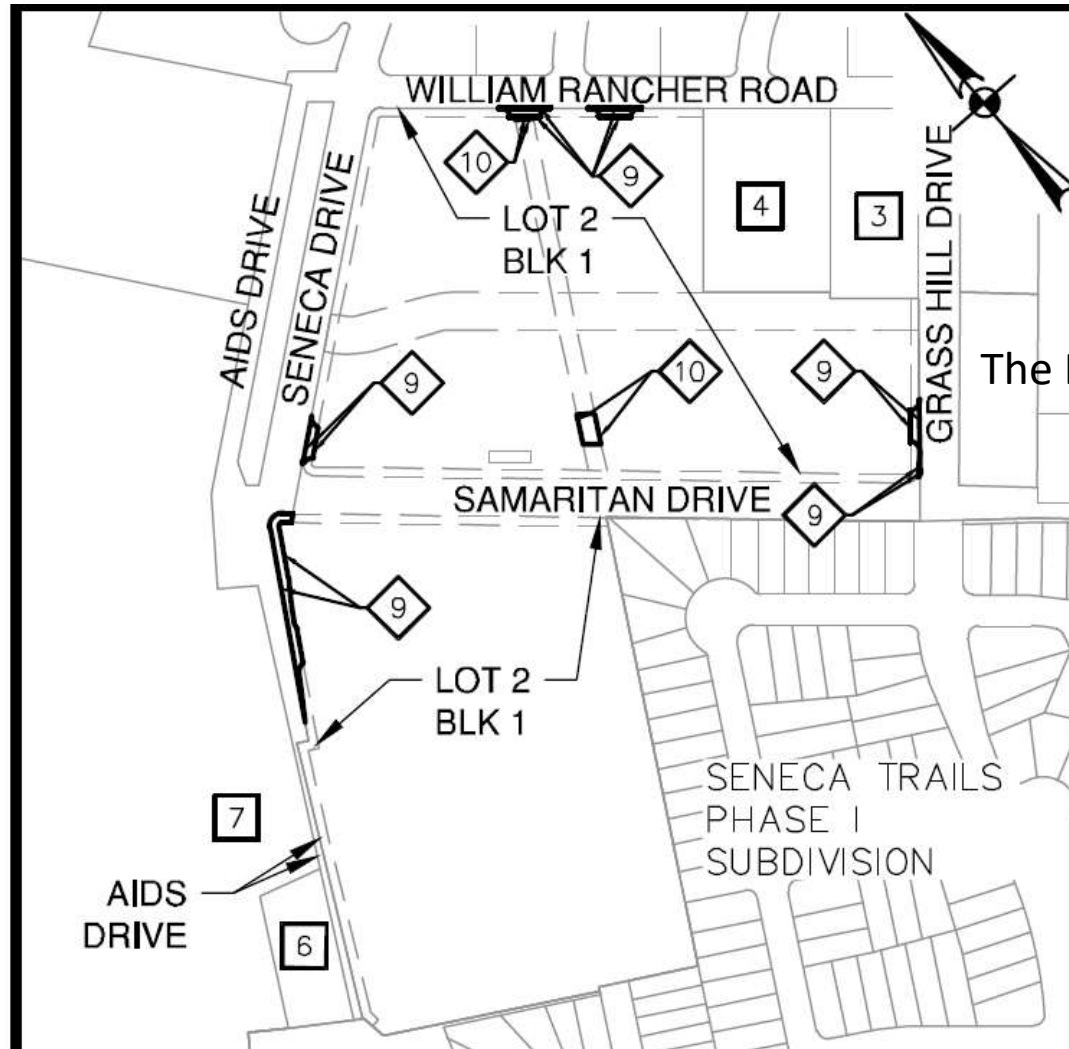 WILLIAM RANCHER ROAD
10
9
4
3
LOT 2
BLK 1
AIDS DRIVE
SENECA DRIVE
GRASS HILL DRIVE
The
9
10
9
SAMARITAN DRIVE
9
9
LOT 2
BLK 1
SENECA TRAILS
PHASE I
SUBDIVISION
7
AIDS
DRIVE
6